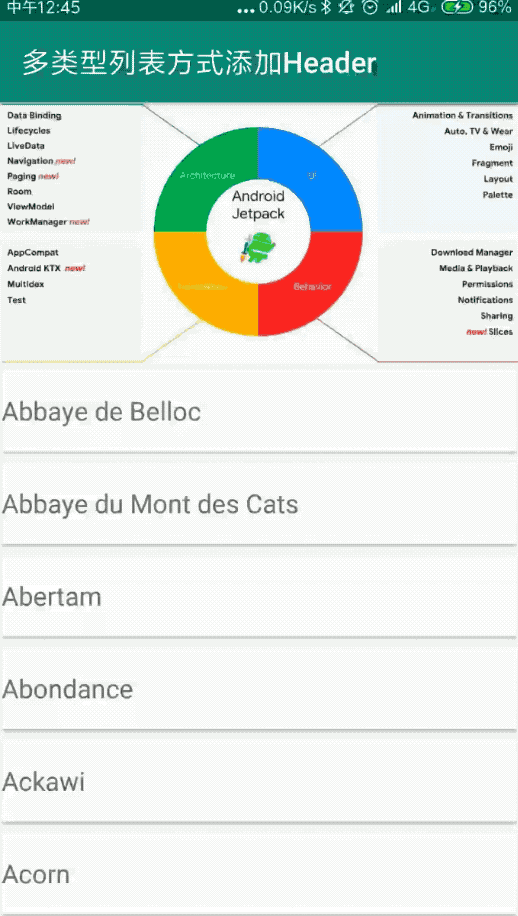 中午12:45
... 0.09K/s 4G 96%
多类型列表方式添加Header
Data Binding
Lifecycles
LiveData
Navigation new!
Paging new!
Room
ViewModel
WorkManager new!
Animation & Transitions
Auto, TV & Wear
Emoji
Fragment
Layout
Palette
Architecture
UI
Android
Jetpack
Behavior
AppCompat
Android KTX new!
Multidex
Test
Download Manager
Media & Playback
Permissions
Notifications
Sharing
new! Slices
Abbaye de Belloc
Abbaye du Mont des Cats
Abertam
Abondance
Ackawi
Acorn